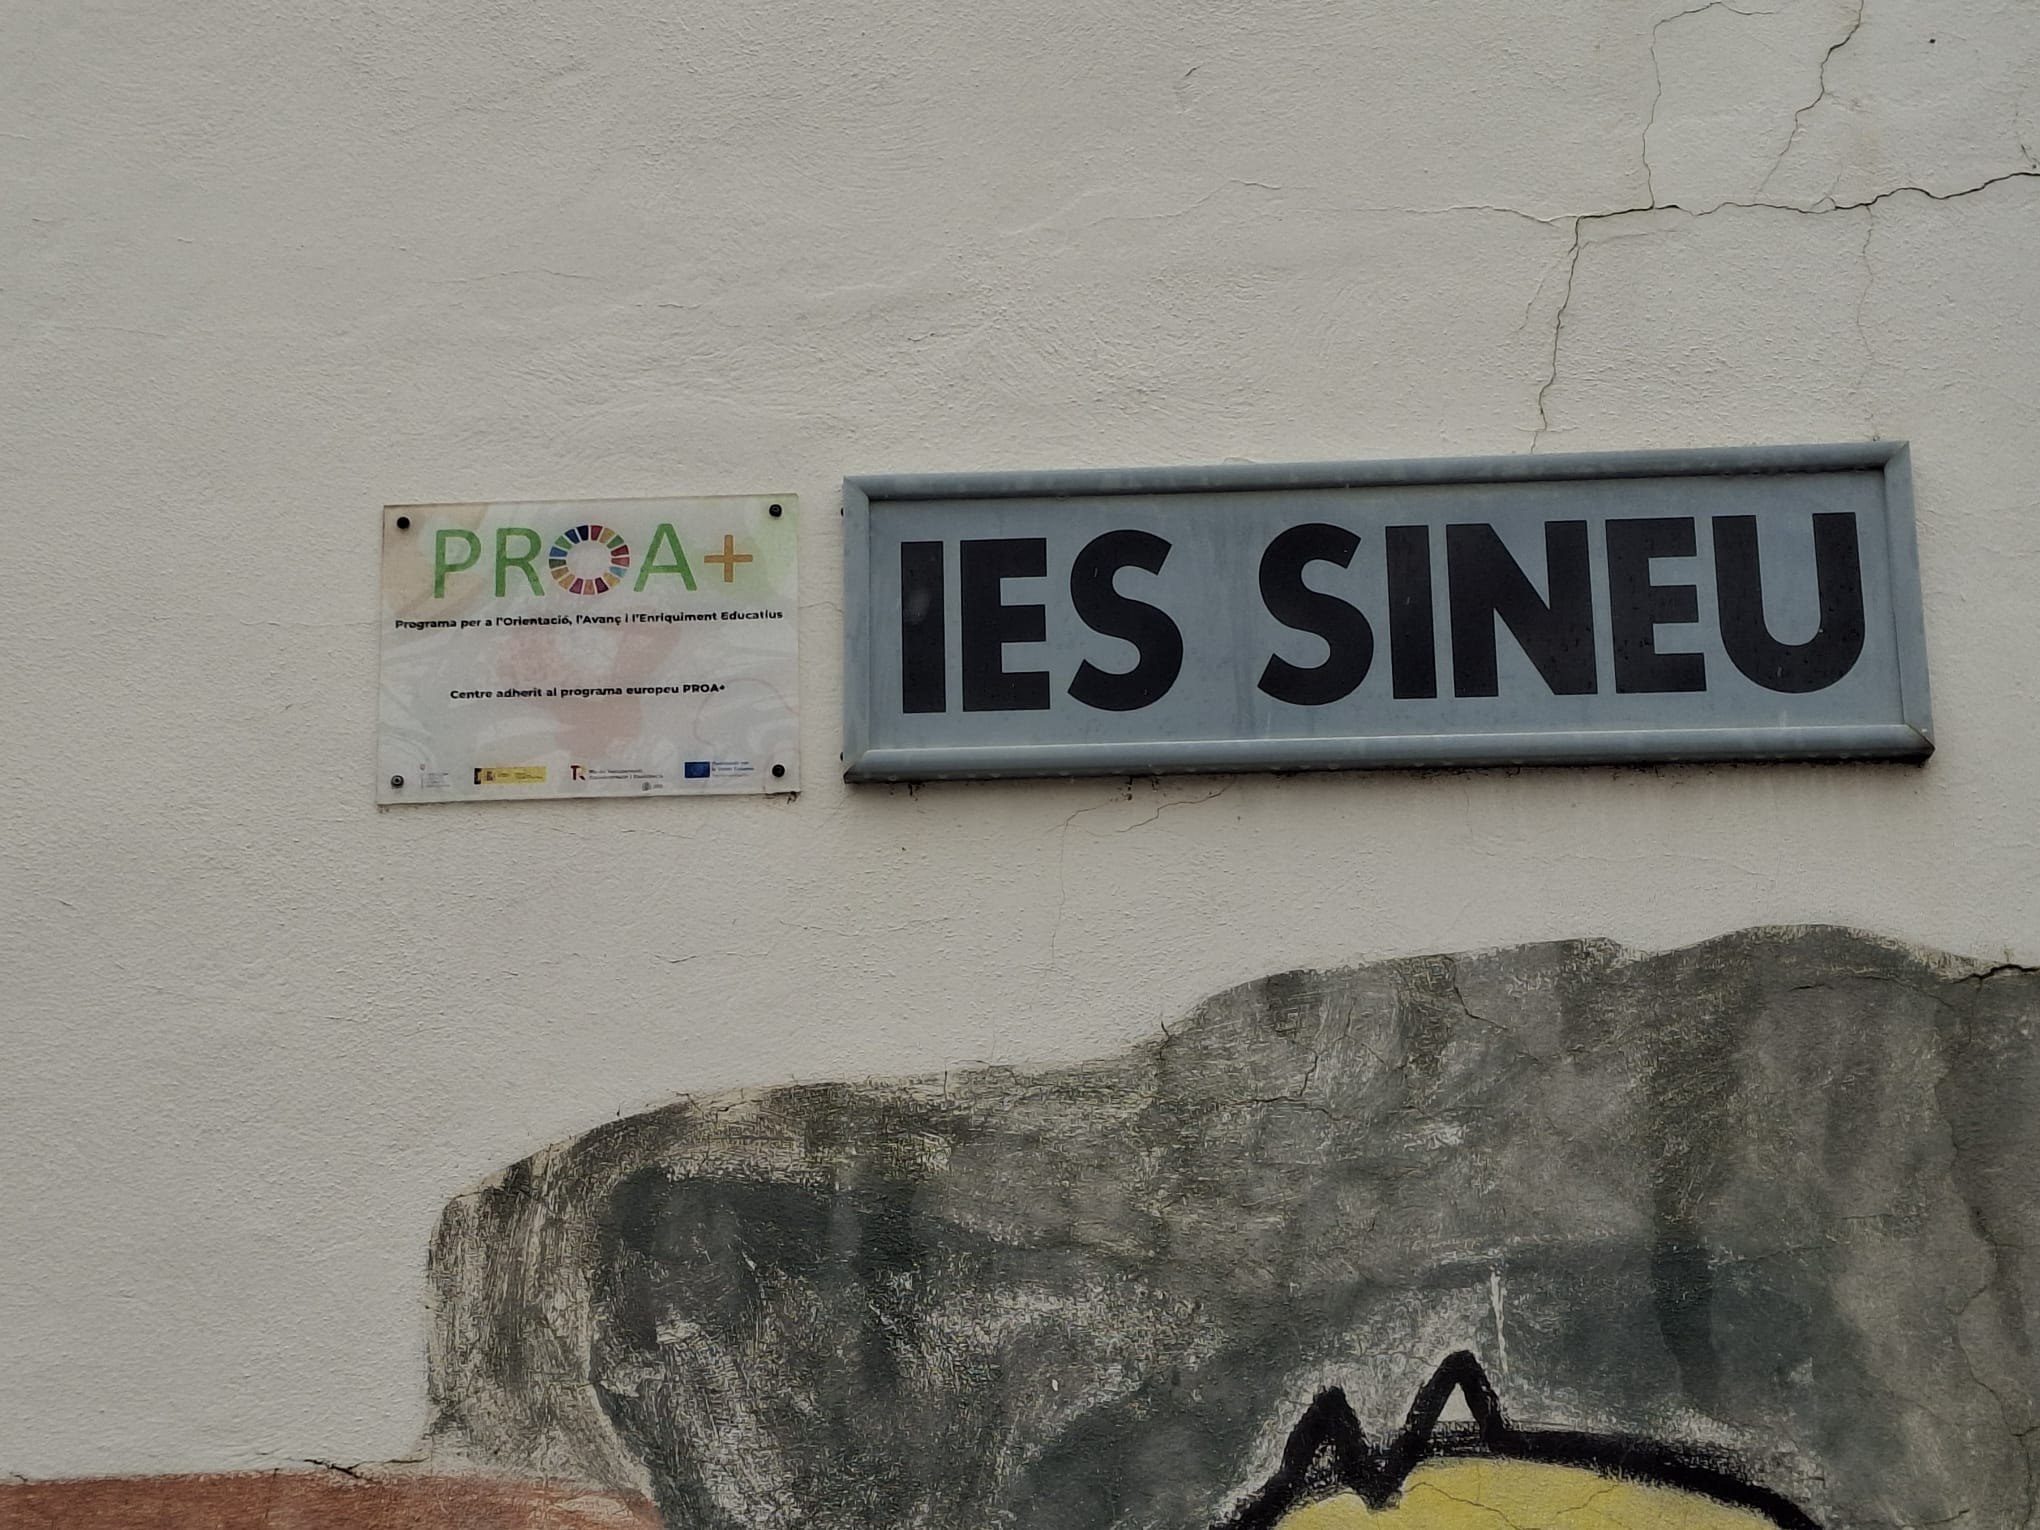 PROA+
Programa per a l'Orientació, l'Avanç i l'Enriquiment Educatius
Centre adherit al programa europeu PROA+
IES SINEU